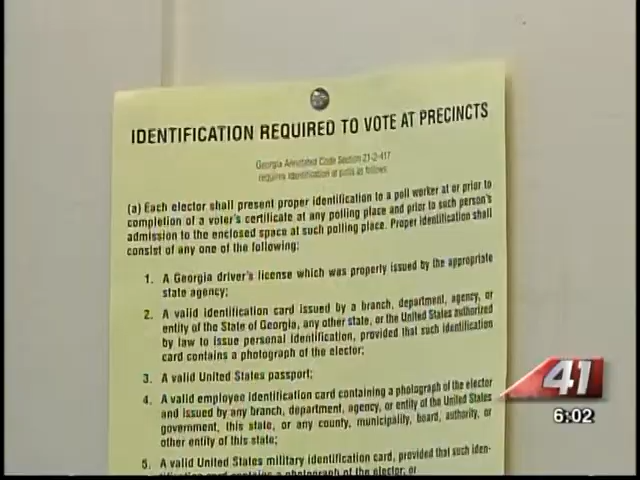 IDENTIFICATION REQUIRED TO VOTE AT PRECINCTS
Georgia Annotated Code Section 21-2-417
requires identification at polls as follows
(a) Each elector shall present proper identification to a poll worker at or prior to
completion of a voter's certificate at any polling place and prior to such person's
admission to the enclosed space at such polling place. Proper identification shall
consist of any one of the following:
1. A Georgia driver's license which was properly issued by the appropriate
state agency;
2. A valid identification card issued by a branch, department, agency, or
entity of the State of Georgia, any other state, or the United States authorized
by law to issue personal identification, provided that such identification
card contains a photograph of the elector;
3. A valid United States passport;
4. A valid employee identification card containing a photograph of the elector
and issued by any branch, department, agency, or entity of the United States
government, this state, or any county, municipality, board, authority, or
other entity of this state;
5. A valid United States military identification card, provided that such iden-
tification card contains a photograph of the elector; or
41
6:02